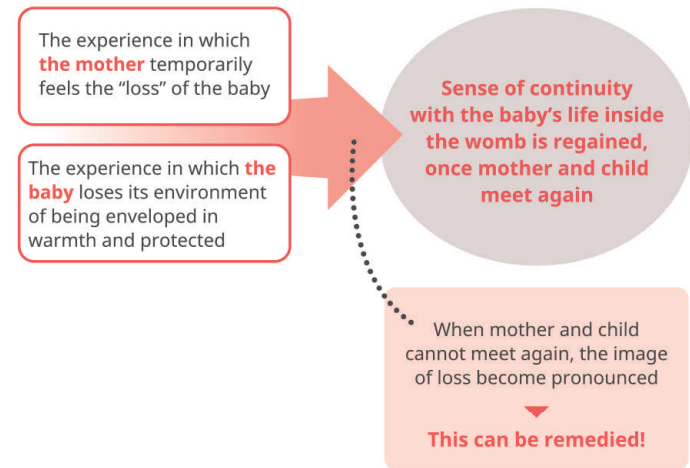 The experience in which
the mother temporarily
feels the “loss” of the baby
The experience in which the
baby loses its environment
of being enveloped in
warmth and protected
Sense of continuity
with the baby’s life inside
the womb is regained,
once mother and child
meet again
When mother and child
cannot meet again, the image
of loss become pronounced
This can be remedied!